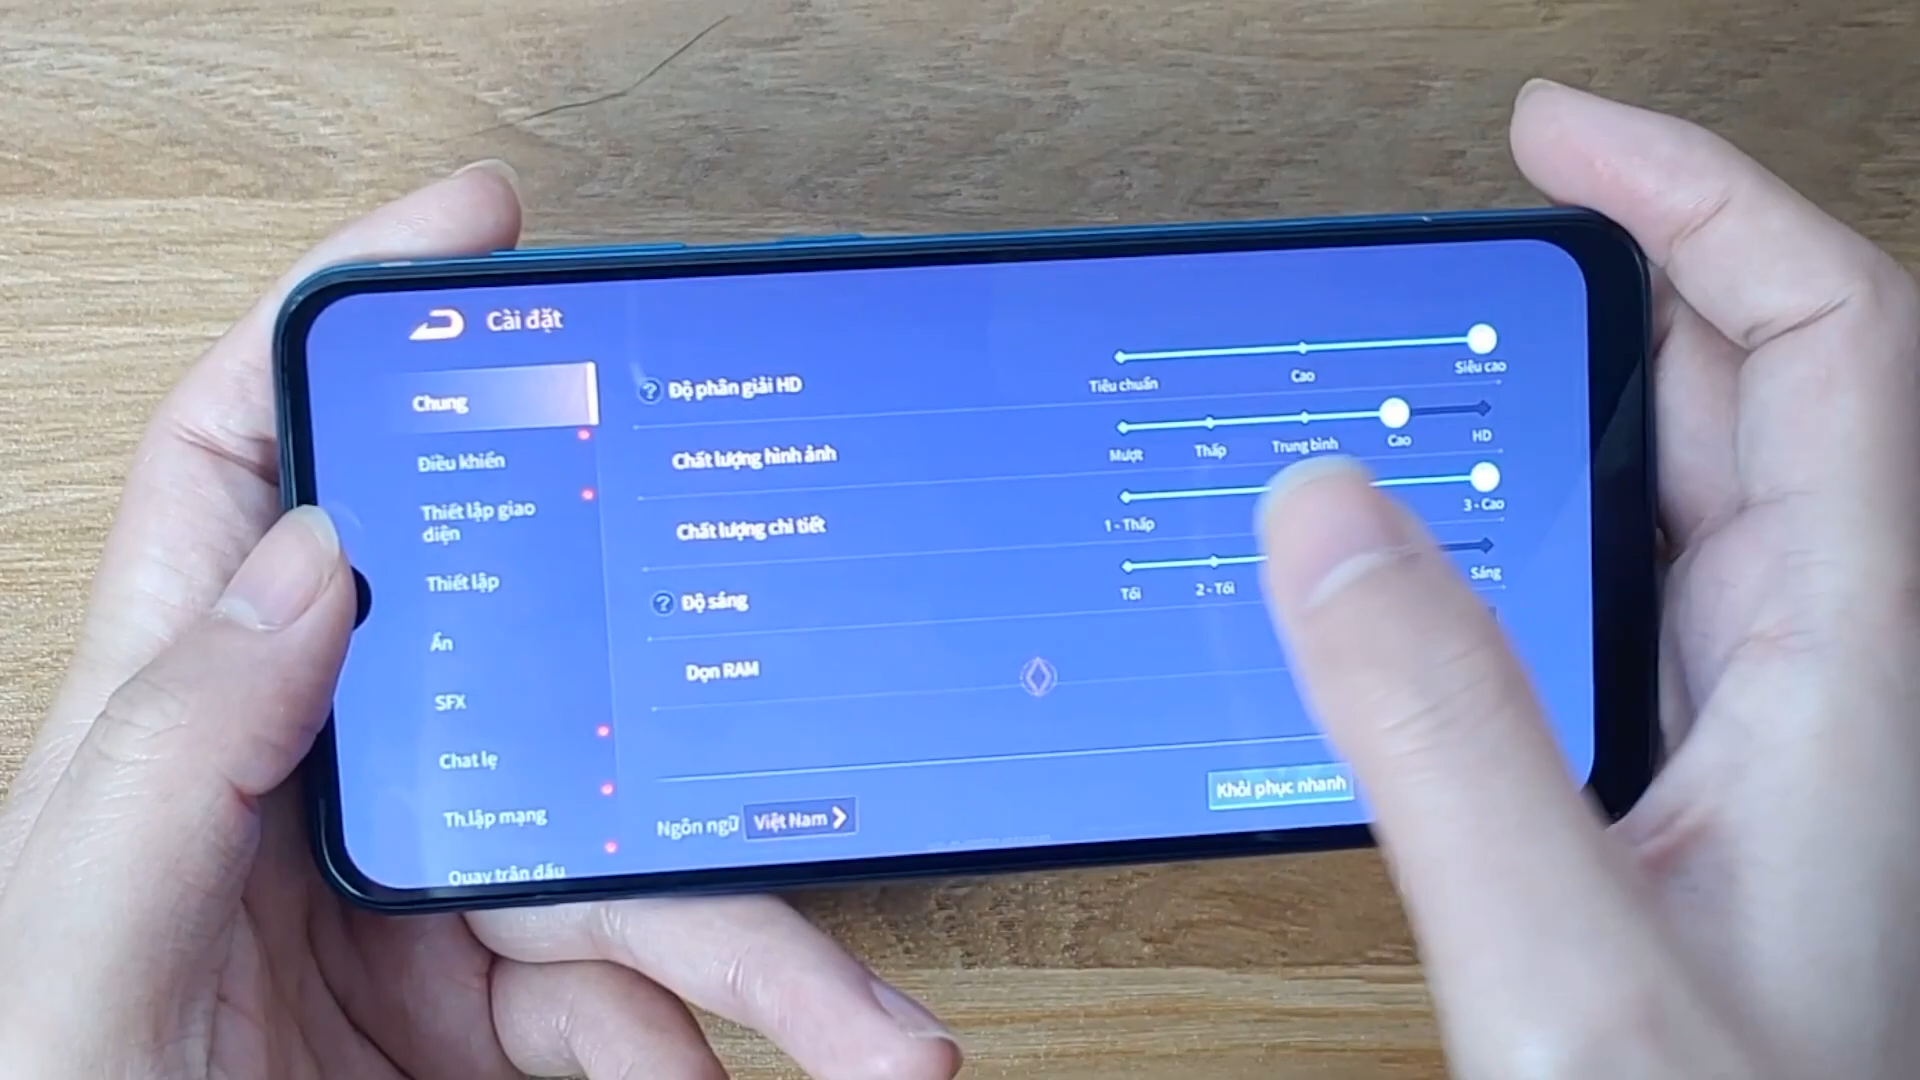 Cài đặt
Chung
Điều khiển
Thiết lập giao
diện
Thiết lập
Ấn
SFX
Chat lẹ
Th.lập mạng
Quay trận đấu
Độ phân giải HD
Tiêu chuẩn Cao Siêu cao
Chất lượng hình ảnh
Mượt Thấp Trung bình Cao HD
Chất lượng chi tiết
1 - Thấp 3 - Cao
Độ sáng
Tối 2 - Tối Sáng
Dọn RAM
Ngôn ngữ Việt Nam
Khôi phục nhanh